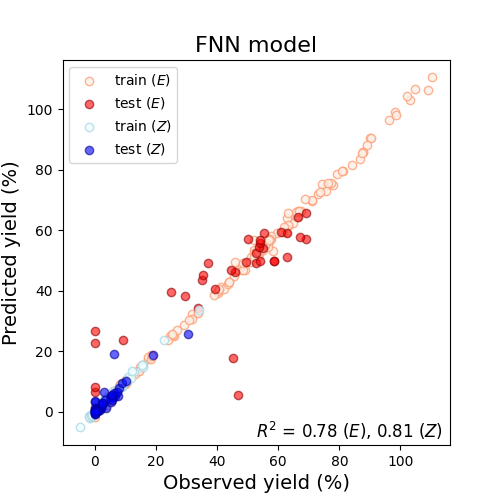 FNN model
train (E)
test (E)
train (Z)
test (Z)
Predicted yield (%)
100
80
60
40
20
0
R² = 0.78 (E), 0.81 (Z)
0 20 40 60 80 100
Observed yield (%)